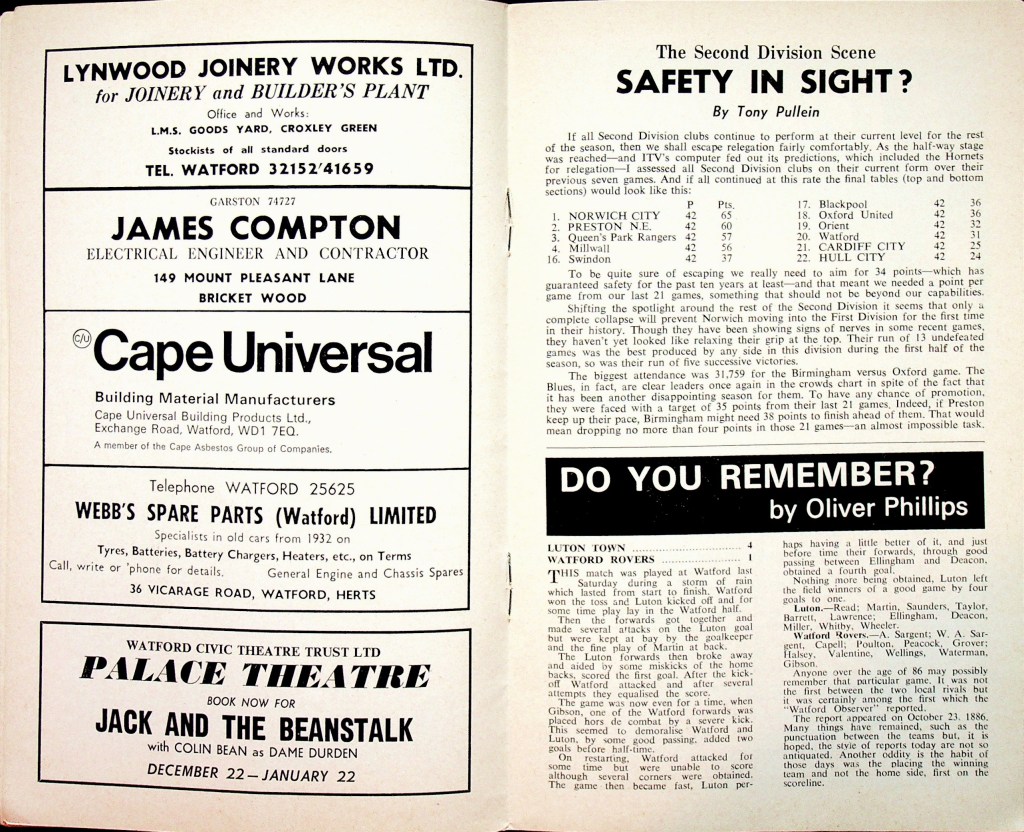 LYNWOOD JOINERY WORKS LTD.
for JOINERY and BUILDER'S PLANT
Office and Works:
L.M.S. GOODS YARD, CROXLEY GREEN
Stockists of all standard doors
TEL. WATFORD 32152'41659
GARSTON 74727
JAMES COMPTON
ELECTRICAL ENGINEER AND CONTRACTOR
149 MOUNT PLEASANT LANE
BRICKET WOOD
C/U Cape Universal
Building Material Manufacturers
Cape Universal Building Products Ltd.,
Exchange Road, Watford, WD1 7EQ.
A member of the Cape Asbestos Group of Companies.
Telephone WATFORD 25625
WEBB'S SPARE PARTS (Watford) LIMITED
Specialists in old cars from 1932 on
Tyres, Batteries, Battery Chargers, Heaters, etc., on Terms
Call, write or 'phone for details. General Engine and Chassis Spares
36 VICARAGE ROAD, WATFORD, HERTS
WATFORD CIVIC THEATRE TRUST LTD
PALACE THEATRE
BOOK NOW FOR
JACK AND THE BEANSTALK
with COLIN BEAN as DAME DURDEN
DECEMBER 22—JANUARY 22
The Second Division Scene
SAFETY IN SIGHT?
By Tony Pullein
If all Second Division clubs continue to perform at their current level for the rest
of the season, then we shall escape relegation fairly comfortably. As the half-way stage
was reached—and ITV's computer fed out its predictions, which included the Hornets
for relegation—I assessed all Second Division clubs on their current form over their
previous seven games. And if all continued at this rate the final tables (top and bottom
sections) would look like this:
P Pts.
1. NORWICH CITY 42 65
2. PRESTON N.E. 42 60
3. Queen's Park Rangers 42 57
4. Millwall 42 56
16. Swindon 42 37
17. Blackpool 42 36
18. Oxford United 42 36
19. Orient 42 32
20. Watford 42 31
21. CARDIFF CITY 42 25
22. HULL CITY 42 24
To be quite sure of escaping we really need to aim for 34 points—which has
guaranteed safety for the past ten years at least—and that meant we needed a point per
game from our last 21 games, something that should not be beyond our capabilities.
Shifting the spotlight around the rest of the Second Division it seems that only a
complete collapse will prevent Norwich moving into the First Division for the first time
in their history. Though they have been showing signs of nerves in some recent games,
they haven't yet looked like relaxing their grip at the top. Their run of 13 undefeated
games was the best produced by any side in this division during the first half of the
season, so was their run of five successive victories.
The biggest attendance was 31,759 for the Birmingham versus Oxford game. The
Blues, in fact, are clear leaders once again in the crowds chart in spite of the fact that
it has been another disappointing season for them. To have any chance of promotion,
they were faced with a target of 35 points from their last 21 games. Indeed, if Preston
keep up their pace, Birmingham might need 38 points to finish ahead of them. That would
mean dropping no more than four points in those 21 games—an almost impossible task.
DO YOU REMEMBER?
by Oliver Phillips
LUTON TOWN .............................. 4
WATFORD ROVERS ........................ 1
THIS match was played at Watford last
Saturday during a storm of rain
which lasted from start to finish. Watford
won the toss and Luton kicked off and for
some time play lay in the Watford half.
Then the forwards got together and
made several attacks on the Luton goal
but were kept at bay by the goalkeeper
and the fine play of Martin at back.
The Luton forwards then broke away
and aided by some miskicks of the home
backs, scored the first goal. After the kick-
off Watford attacked and after several
attempts they equalised the score.
The game was now even for a time, when
Gibson, one of the Watford forwards was
placed hors de combat by a severe kick.
This seemed to demoralise Watford and
Luton, by some good passing, added two
goals before half-time.
On restarting, Watford attacked for
some time but were unable to score
although several corners were obtained.
The game then became fast, Luton per-
haps having a little better of it, and just
before time their forwards, through good
passing between Ellingham and Deacon,
obtained a fourth goal.
Nothing more being obtained, Luton left
the field winners of a good game by four
goals to one.
Luton.—Read; Martin, Saunders, Taylor,
Barrett, Lawrence; Ellingham, Deacon,
Miller, Whitby, Wheeler.
Watford Rovers.—A. Sargent; W. A. Sar-
gent, Capell; Poulton, Peacock, Grover;
Halsey, Valentine, Wellings, Waterman,
Gibson.
Anyone over the age of 86 may possibly
remember that particular game. It was not
the first between the two local rivals but
it was certainly among the first which the
"Watford Observer" reported.
The report appeared on October 23, 1886.
Many things have remained, such as the
punctuation between the teams but, it is
hoped, the style of reports today are not so
antiquated. Another oddity is the habit of
those days was the placing the winning
team and not the home side, first on the
scoreline.